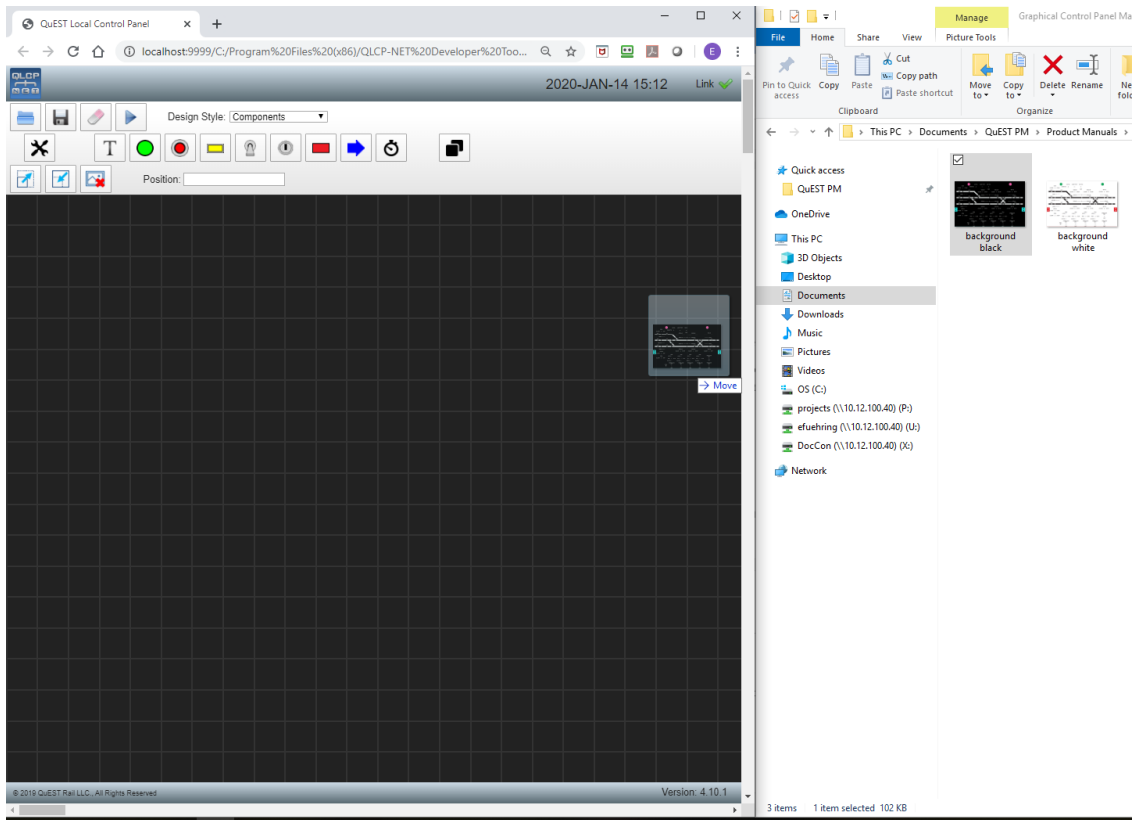 QuEST Local Control Panel
localhost:9999/C:/Program%20Files%20(x86)/QLCP-NET%20Developer%20Too...
E
QLCP
NET
2020-JAN-14 15:12
Link
Design Style: Components
T
Position:
Move
© 2019 QuEST Rail LLC., All Rights Reserved
Version: 4.10.1
Manage
Graphical Control Panel Ma
File
Home
Share
View
Picture Tools
Pin to Quick access
Copy
Paste
Cut
Copy path
Paste shortcut
Move to
Copy to
Delete
Rename
Ne
fold
Clipboard
Organize
This PC > Documents > QuEST PM > Product Manuals >
Quick access
QuEST PM
OneDrive
This PC
3D Objects
Desktop
Documents
Downloads
Music
Pictures
Videos
OS (C:)
projects (\\10.12.100.40) (P:)
efuehring (\\10.12.100.40) (U:)
DocCon (\\10.12.100.40) (X:)
Network
background
black
background
white
3 items
1 item selected 102 KB